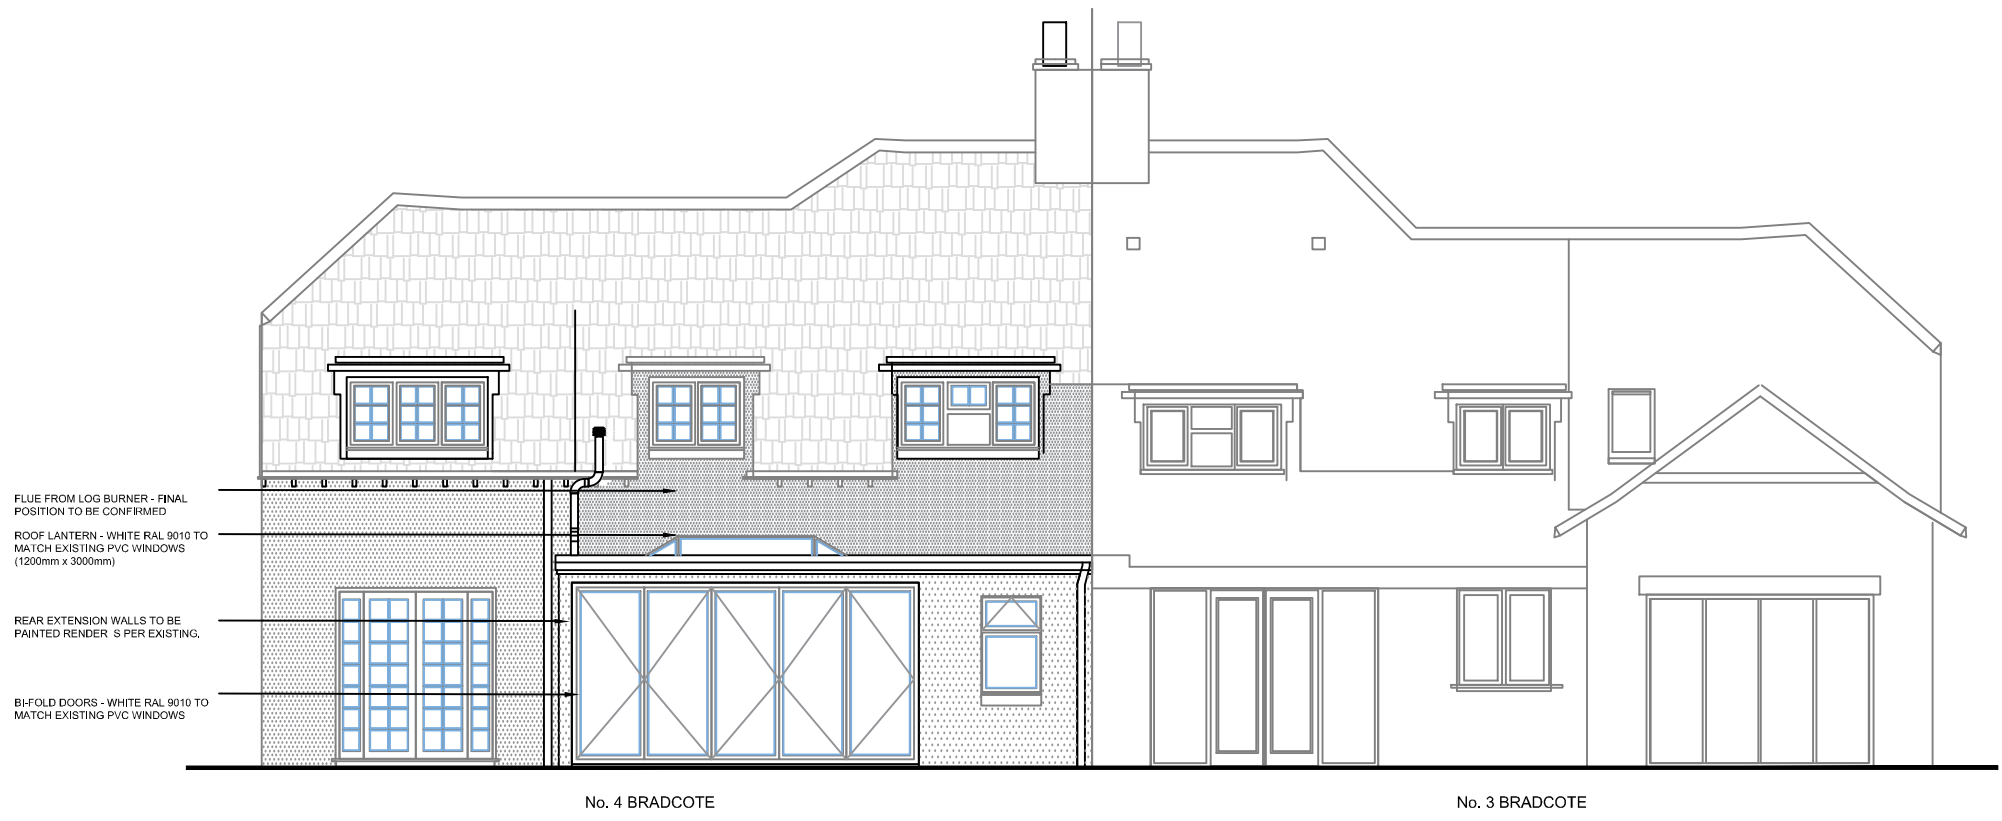 FLUE FROM LOG BURNER - FINAL
POSITION TO BE CONFIRMED
ROOF LANTERN - WHITE RAL 9010 TO
MATCH EXISTING PVC WINDOWS
(1200mm x 3000mm)
REAR EXTENSION WALLS TO BE
PAINTED RENDER S PER EXISTING.
BI-FOLD DOORS - WHITE RAL 9010 TO
MATCH EXISTING PVC WINDOWS
No. 4 BRADCOTE
No. 3 BRADCOTE